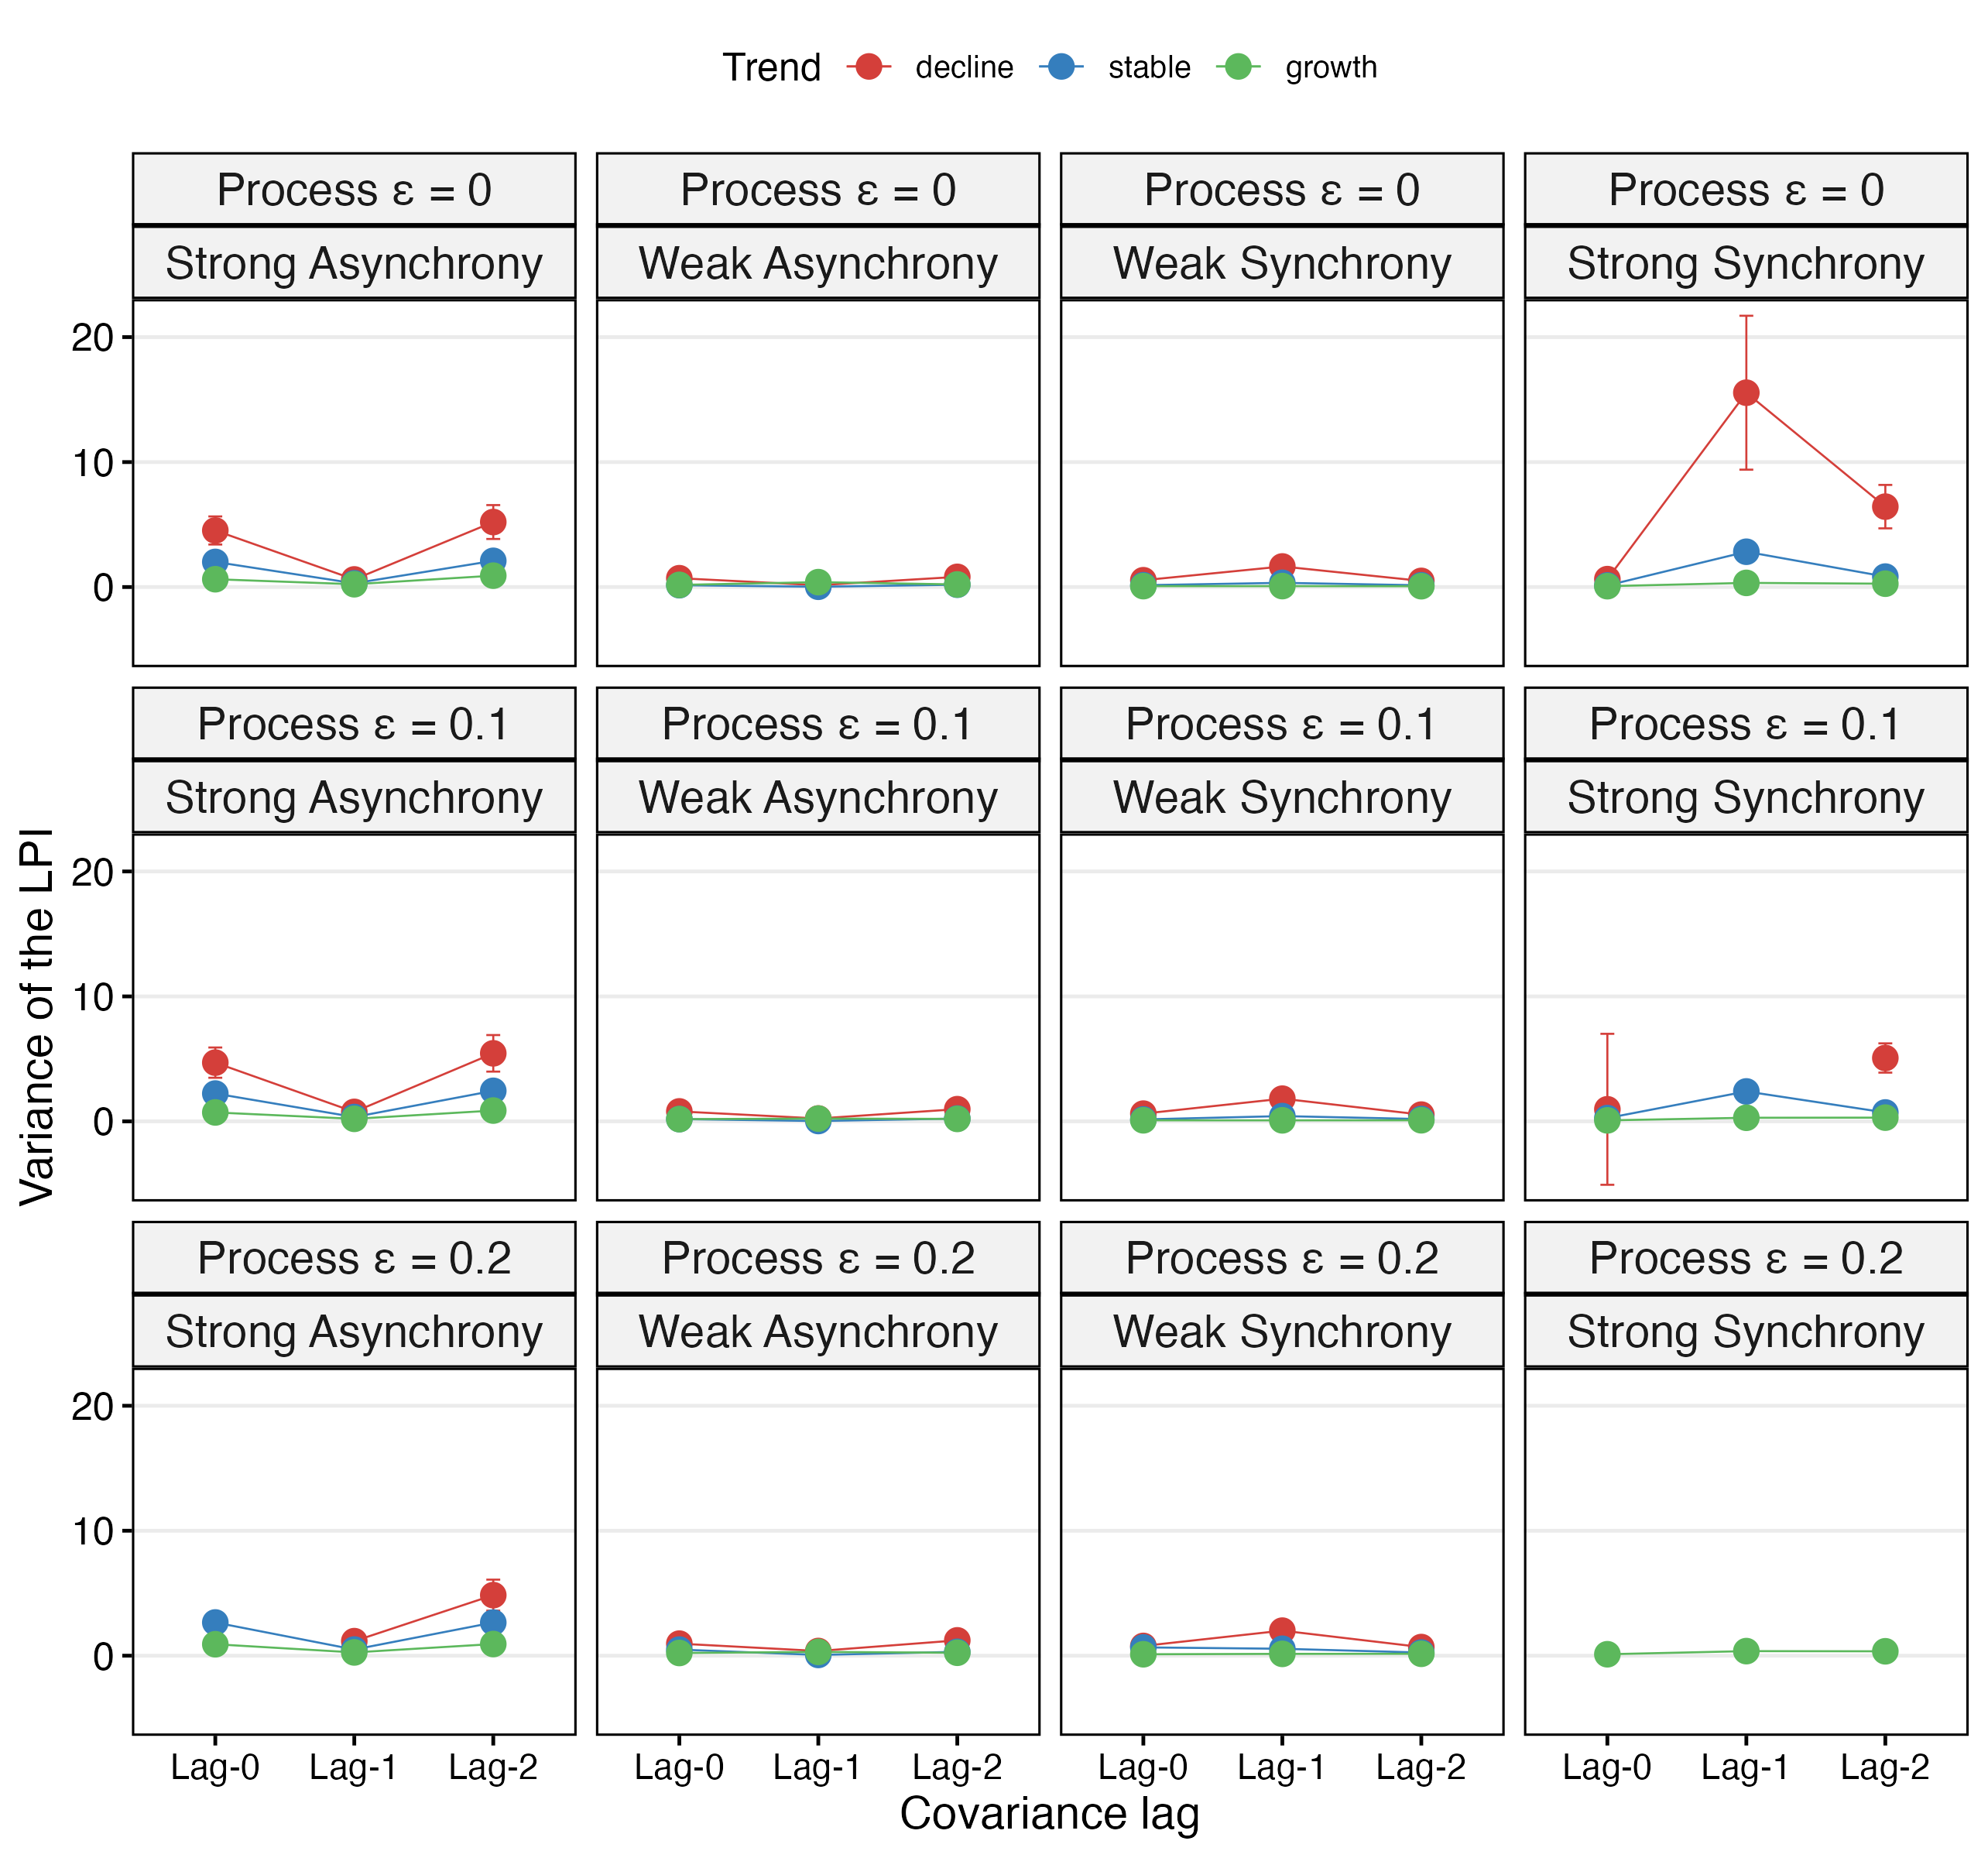 Trend decline stable growth
Process ε = 0 Process ε = 0 Process ε = 0 Process ε = 0
Strong Asynchrony Weak Asynchrony Weak Synchrony Strong Synchrony
20
10
0
Process ε = 0.1 Process ε = 0.1 Process ε = 0.1 Process ε = 0.1
Strong Asynchrony Weak Asynchrony Weak Synchrony Strong Synchrony
20
10
0
Variance of the LPI
Process ε = 0.2 Process ε = 0.2 Process ε = 0.2 Process ε = 0.2
Strong Asynchrony Weak Asynchrony Weak Synchrony Strong Synchrony
20
10
0
Lag-0 Lag-1 Lag-2 Lag-0 Lag-1 Lag-2 Lag-0 Lag-1 Lag-2 Lag-0 Lag-1 Lag-2
Covariance lag